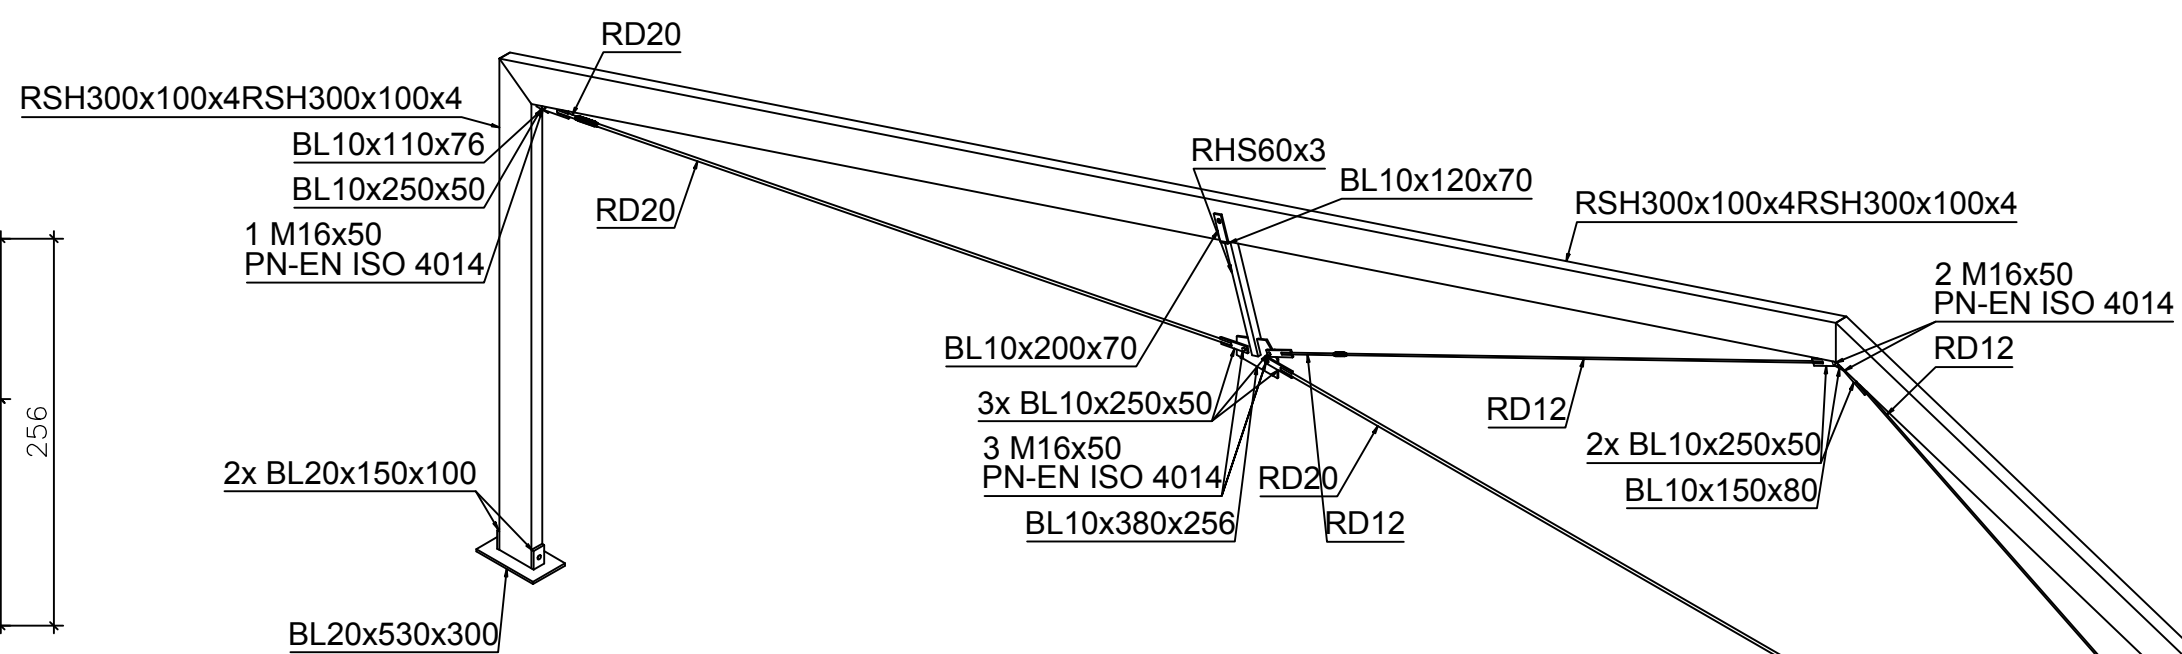 RD20
RSH300x100x4RSH300x100x4
BL10x110x76
BL10x250x50
1 M16x50
PN-EN ISO 4014
RD20
RHS60x3
BL10x120x70
RSH300x100x4RSH300x100x4
2 M16x50
PN-EN ISO 4014
RD12
BL10x200x70
3x BL10x250x50
3 M16x50
PN-EN ISO 4014
BL10x380x256
RD20
RD12
RD12
2x BL10x250x50
BL10x150x80
256
2x BL20x150x100
BL20x530x300